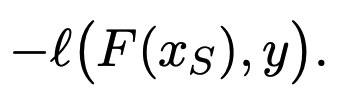 −ℓ(F(x_S), y).